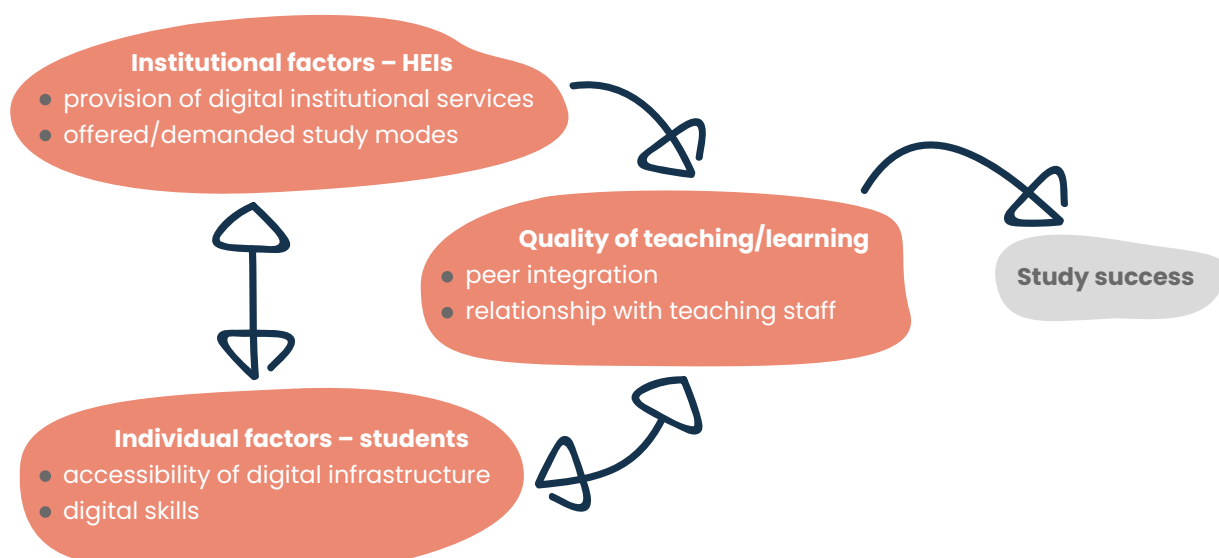 Institutional factors – HEIs
● provision of digital institutional services
● offered/demanded study modes
Quality of teaching/learning
● peer integration
● relationship with teaching staff
Study success
Individual factors – students
● accessibility of digital infrastructure
● digital skills